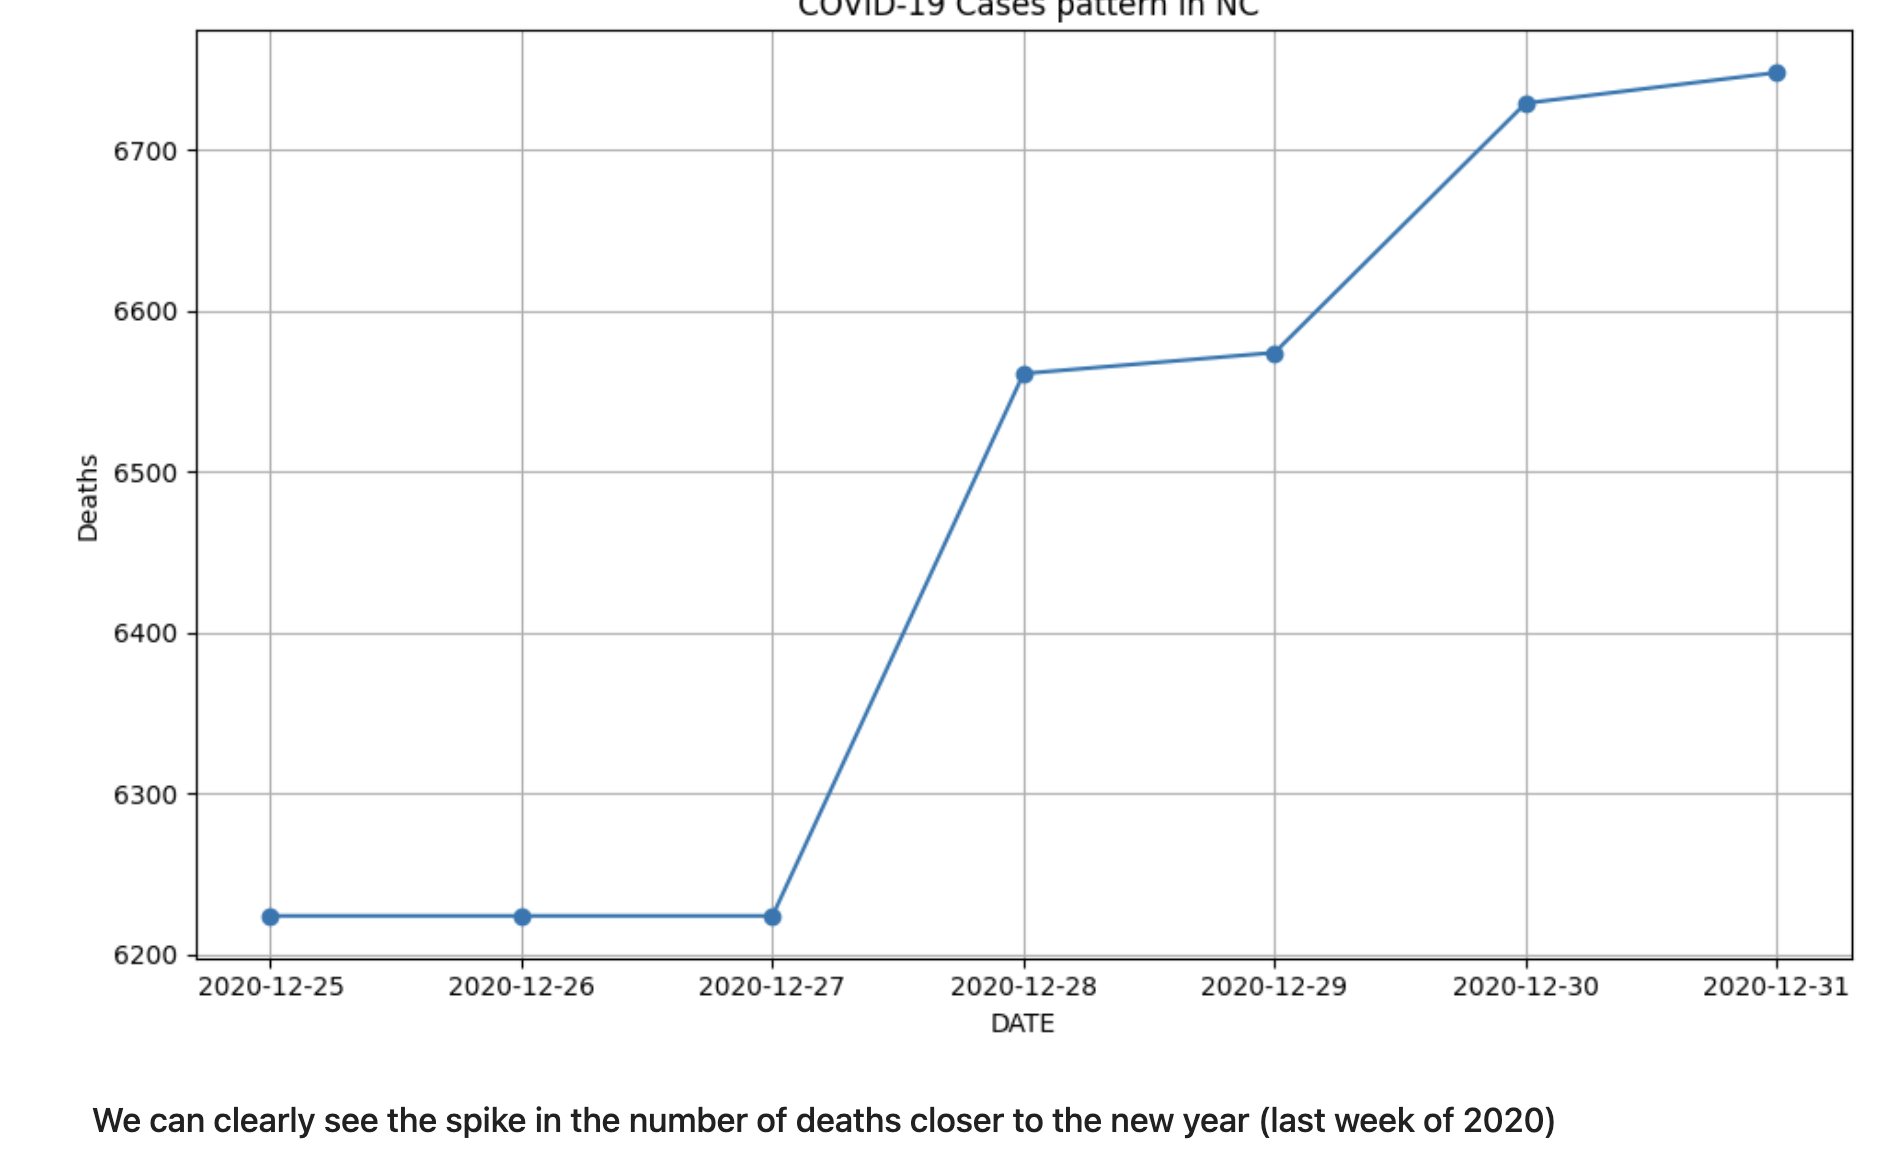 COVID-19 Cases pattern in NC
6700
6600
6500
6400
6300
6200
Deaths
2020-12-25 2020-12-26 2020-12-27 2020-12-28 2020-12-29 2020-12-30 2020-12-31
DATE
We can clearly see the spike in the number of deaths closer to the new year (last week of 2020)